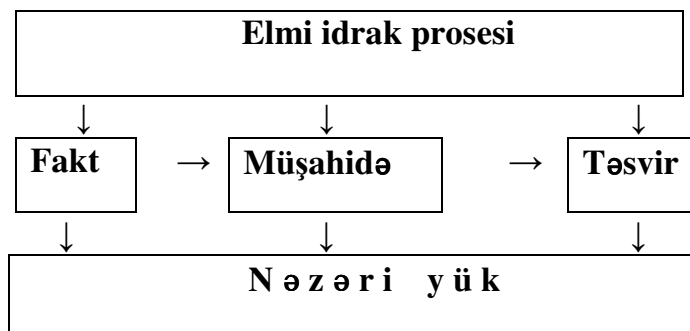 Elmi idrak prosesi
↓ ↓ ↓
Fakt → Müşahidə → Təsvir
↓ ↓ ↓
N ə z ə r i y ü k